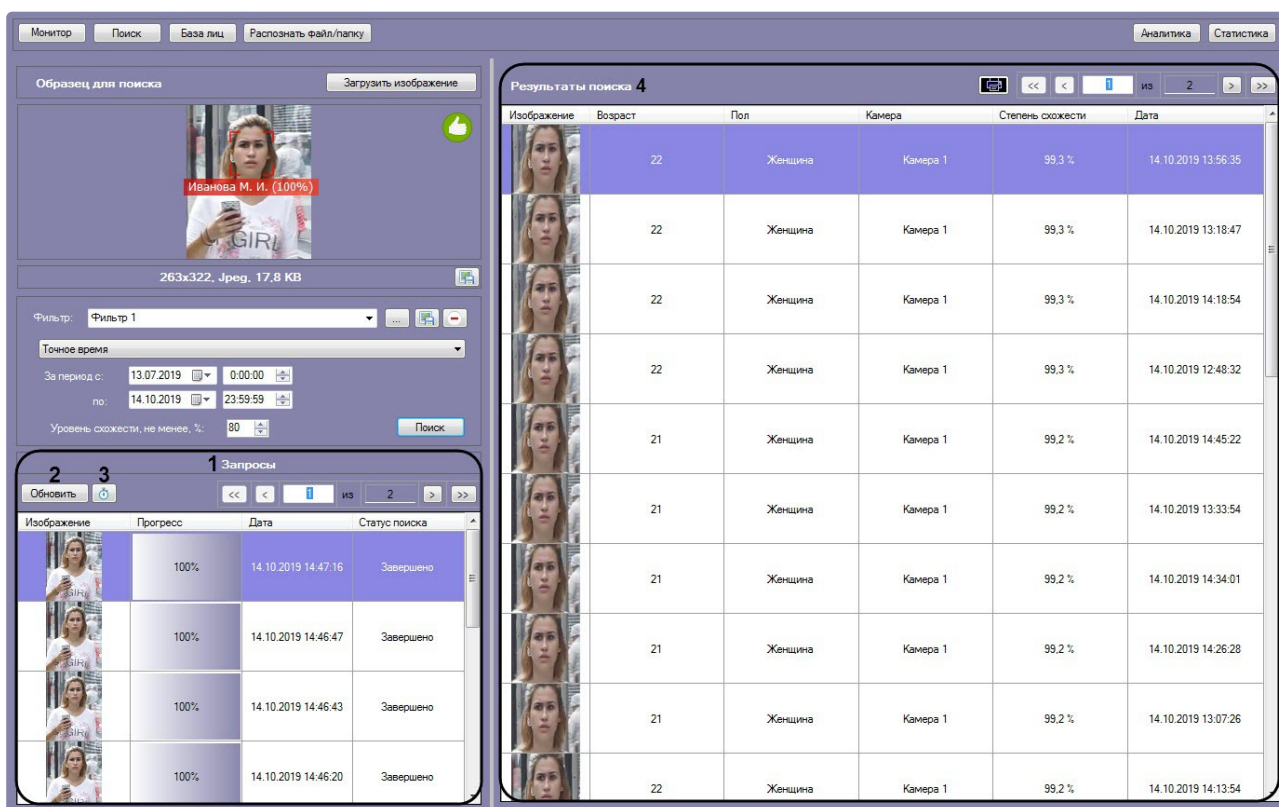 Монитор Поиск База лиц Распознать файл/папку Аналитика Статистика
Образец для поиска Загрузить изображение
Иванова М. И. (100%)
GIRL
263x322, Jpeg, 17,8 KB
Фильтр: Фильтр 1 ...
Точное время
За период с: 13.07.2019 0:00:00
по: 14.10.2019 23:59:59
Уровень схожести, не менее, %: 80 Поиск
1 Запросы
2 3
Обновить << < 1 из 2 > >>
Изображение Прогресс Дата Статус поиска
100% 14.10.2019 14:47:16 Завершено
100% 14.10.2019 14:46:47 Завершено
100% 14.10.2019 14:46:43 Завершено
100% 14.10.2019 14:46:20 Завершено
Результаты поиска 4 << < 1 из 2 > >>
Изображение Возраст Пол Камера Степень схожести Дата
22 Женщина Камера 1 99,3 % 14.10.2019 13:56:35
22 Женщина Камера 1 99,3 % 14.10.2019 13:18:47
22 Женщина Камера 1 99,3 % 14.10.2019 14:18:54
22 Женщина Камера 1 99,3 % 14.10.2019 12:48:32
21 Женщина Камера 1 99,2 % 14.10.2019 14:45:22
21 Женщина Камера 1 99,2 % 14.10.2019 13:33:54
21 Женщина Камера 1 99,2 % 14.10.2019 14:34:01
21 Женщина Камера 1 99,2 % 14.10.2019 14:26:28
21 Женщина Камера 1 99,2 % 14.10.2019 13:07:26
22 Женщина Камера 1 99,2 % 14.10.2019 14:13:54